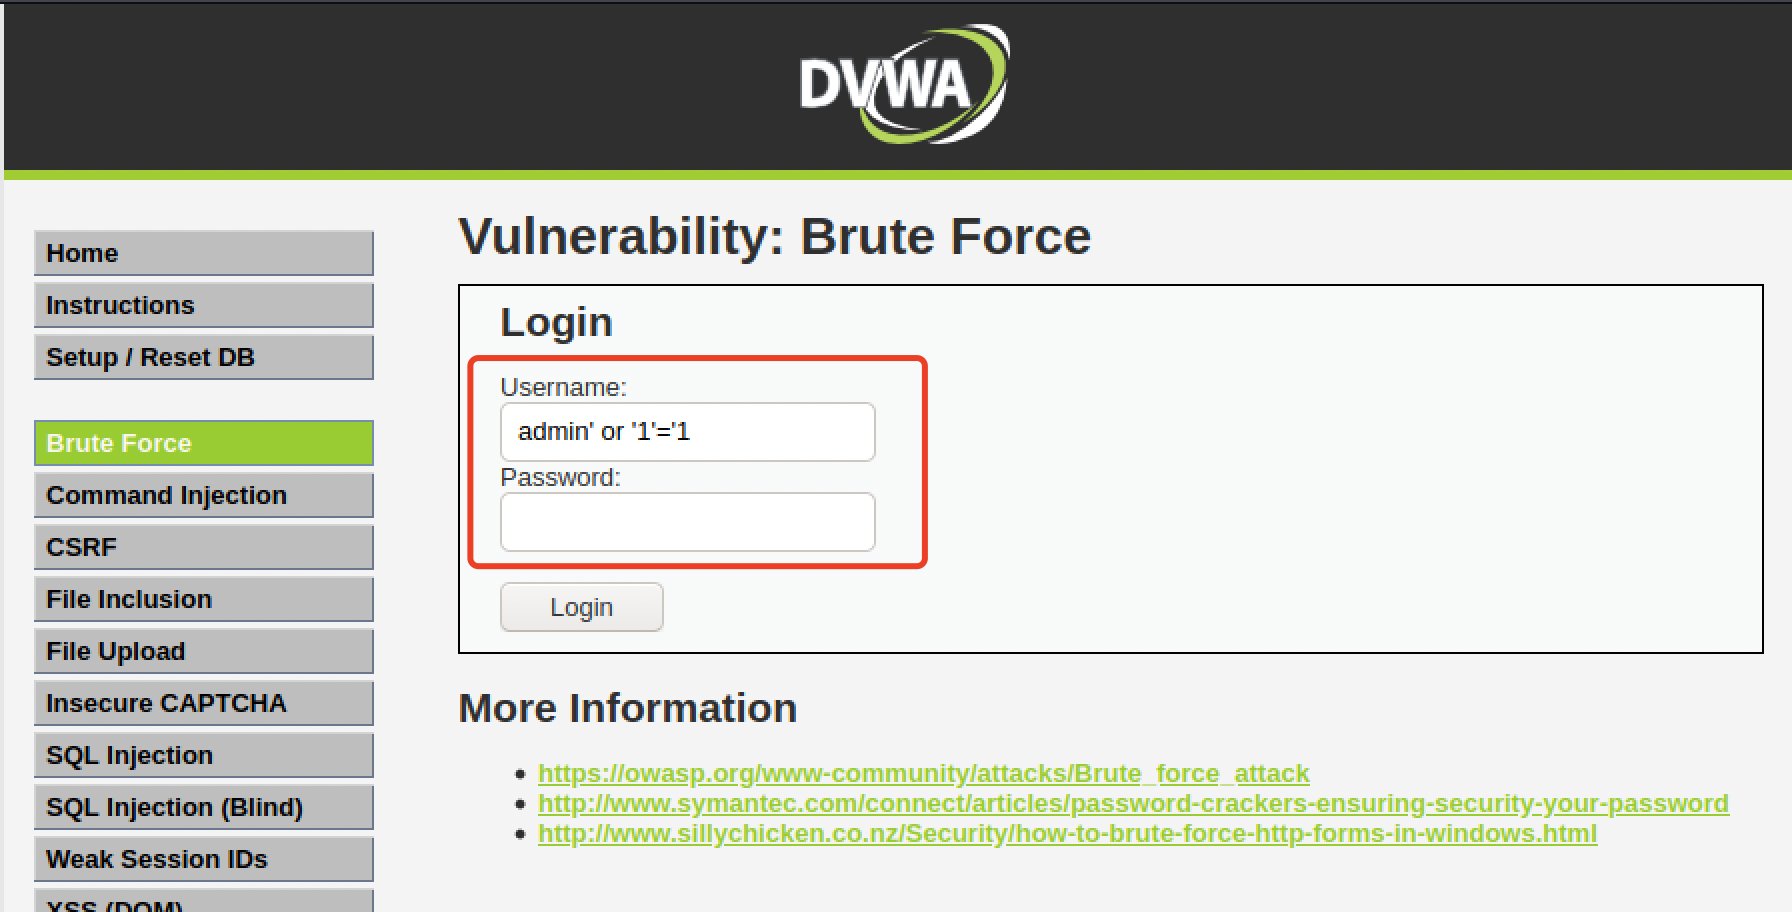 DVWA
Home
Instructions
Setup / Reset DB
Brute Force
Command Injection
CSRF
File Inclusion
File Upload
Insecure CAPTCHA
SQL Injection
SQL Injection (Blind)
Weak Session IDs
XSS (DOM)
Vulnerability: Brute Force
Login
Username:
admin' or '1'='1
Password:
Login
More Information
https://owasp.org/www-community/attacks/Brute_force_attack
http://www.symantec.com/connect/articles/password-crackers-ensuring-security-your-password
http://www.sillychicken.co.nz/Security/how-to-brute-force-http-forms-in-windows.html